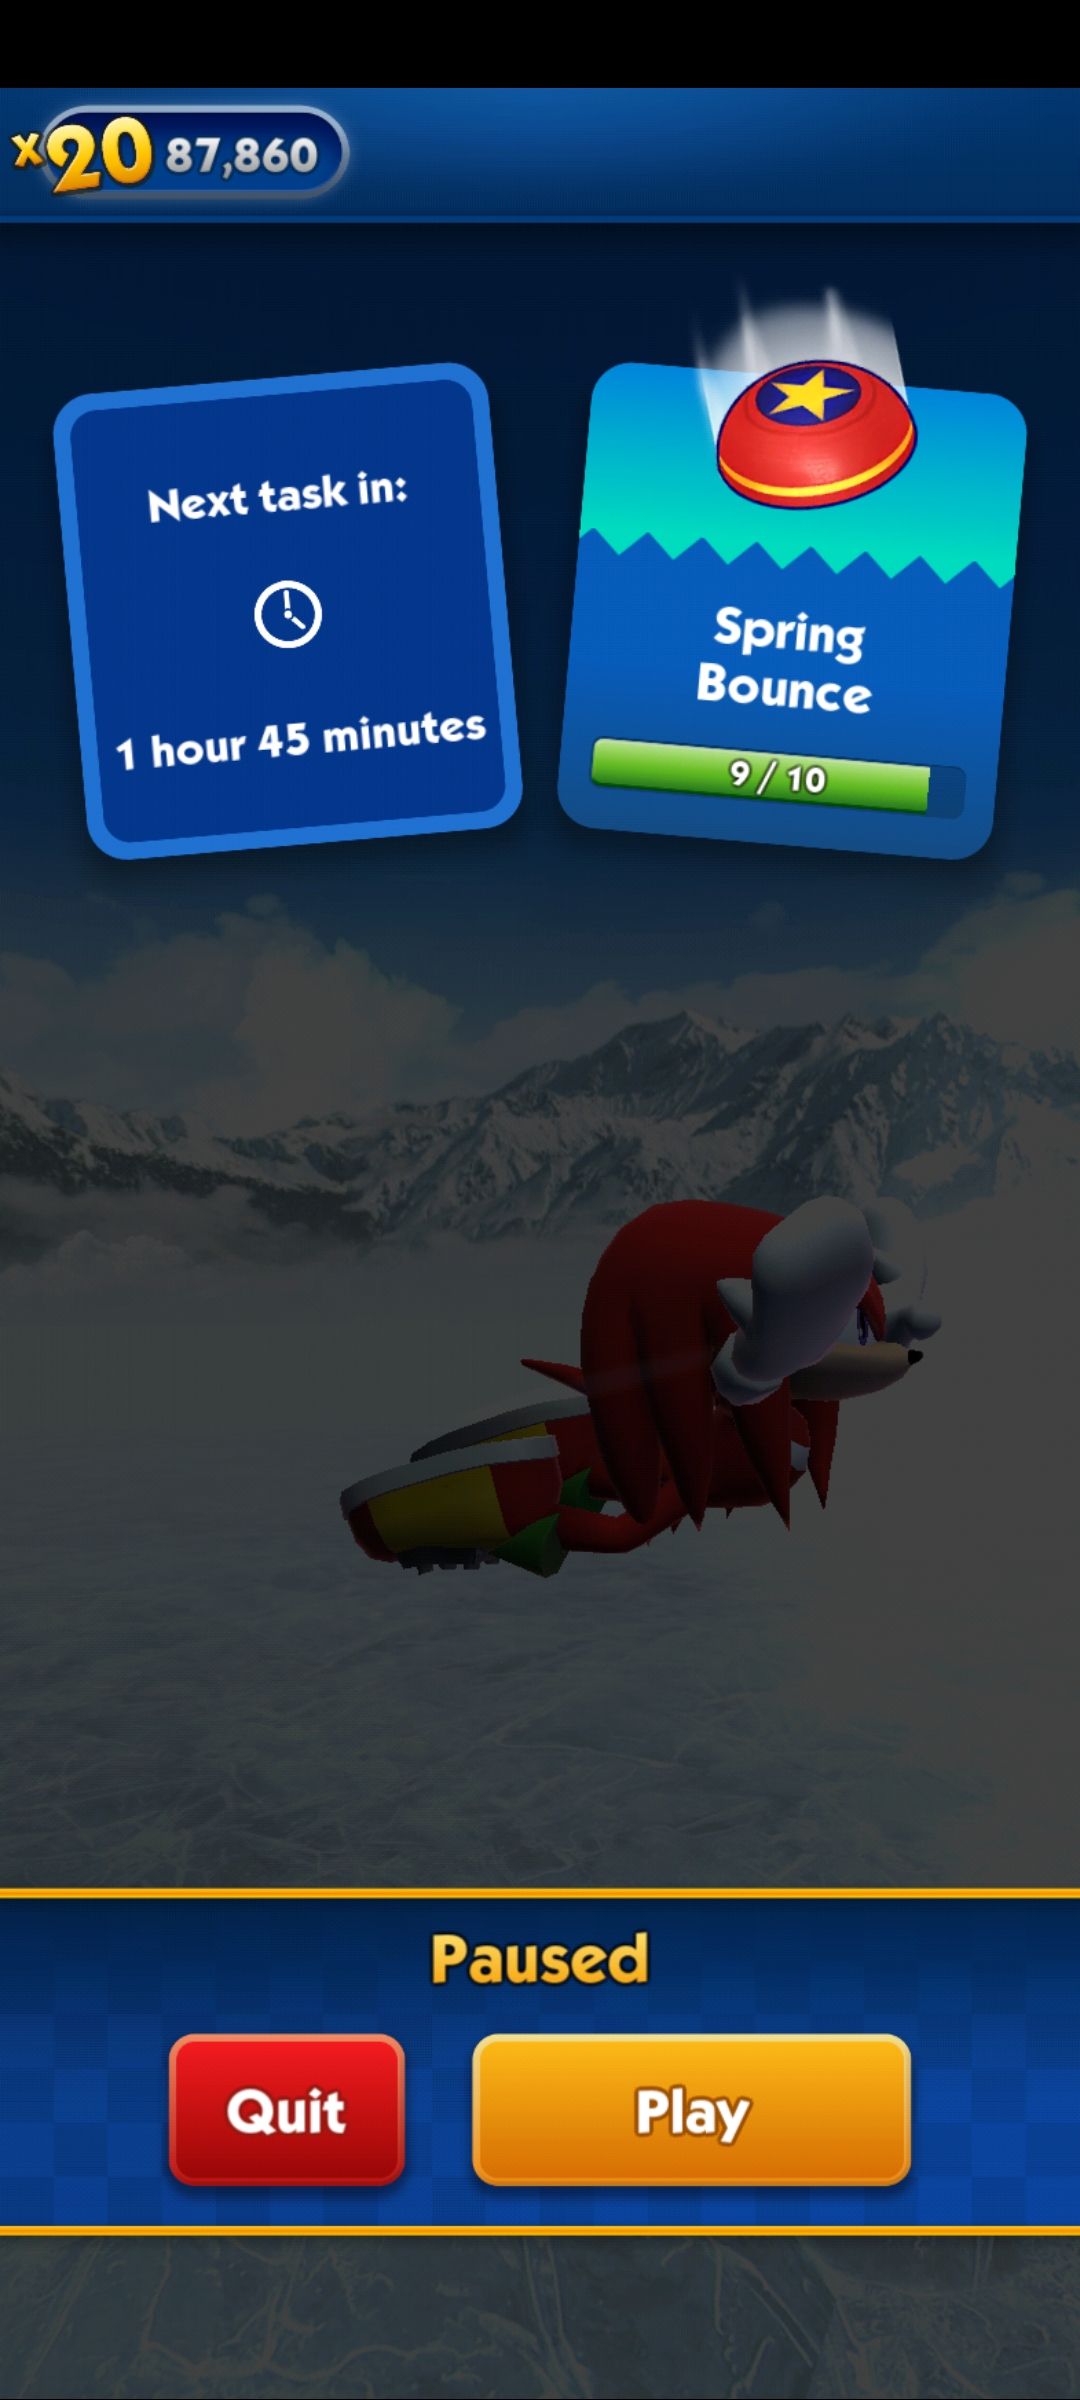 x20 87,860
Next task in:
1 hour 45 minutes
Spring
Bounce
9 / 10
Paused
Quit
Play